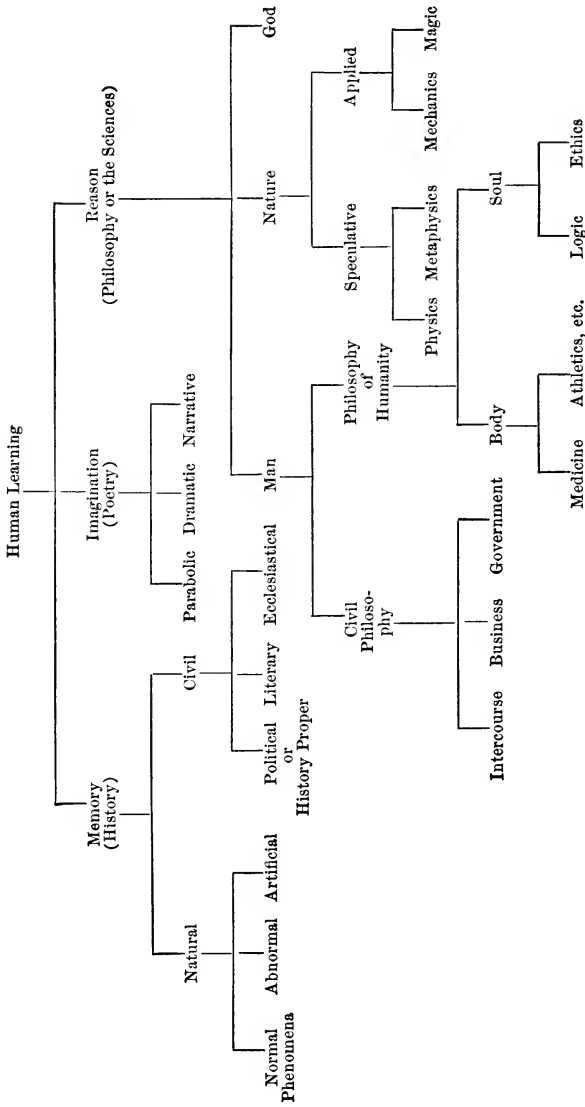 Human Learning
Memory
(History)
Imagination
(Poetry)
Reason
(Philosophy or the Sciences)
Natural
Civil
Parabolic
Dramatic
Narrative
Man
Nature
God
Normal
Phenomena
Abnormal
Artificial
Political
or
History Proper
Literary
Ecclesiastical
Civil
Philoso-
phy
Philosophy
of
Humanity
Speculative
Applied
Intercourse
Business
Government
Body
Soul
Physics
Metaphysics
Mechanics
Magic
Medicine
Athletics, etc.
Logic
Ethics